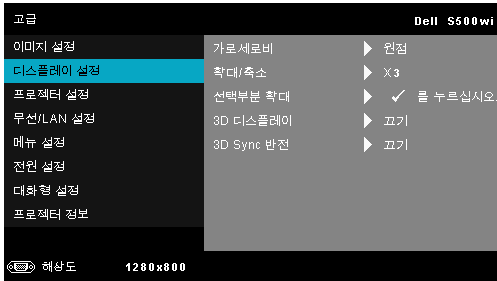 고급 Dell S500wi
이미지 설정
디스플레이 설정
프로젝터 설정
무선/LAN 설정
메뉴 설정
전원 설정
대화형 설정
프로젝터 정보
가로세로비 원점
확대/축소 X3
선택부분 확대 를 누르십시오.
3D 디스플레이 끄기
3D Sync 반전 끄기
해상도 1280x800